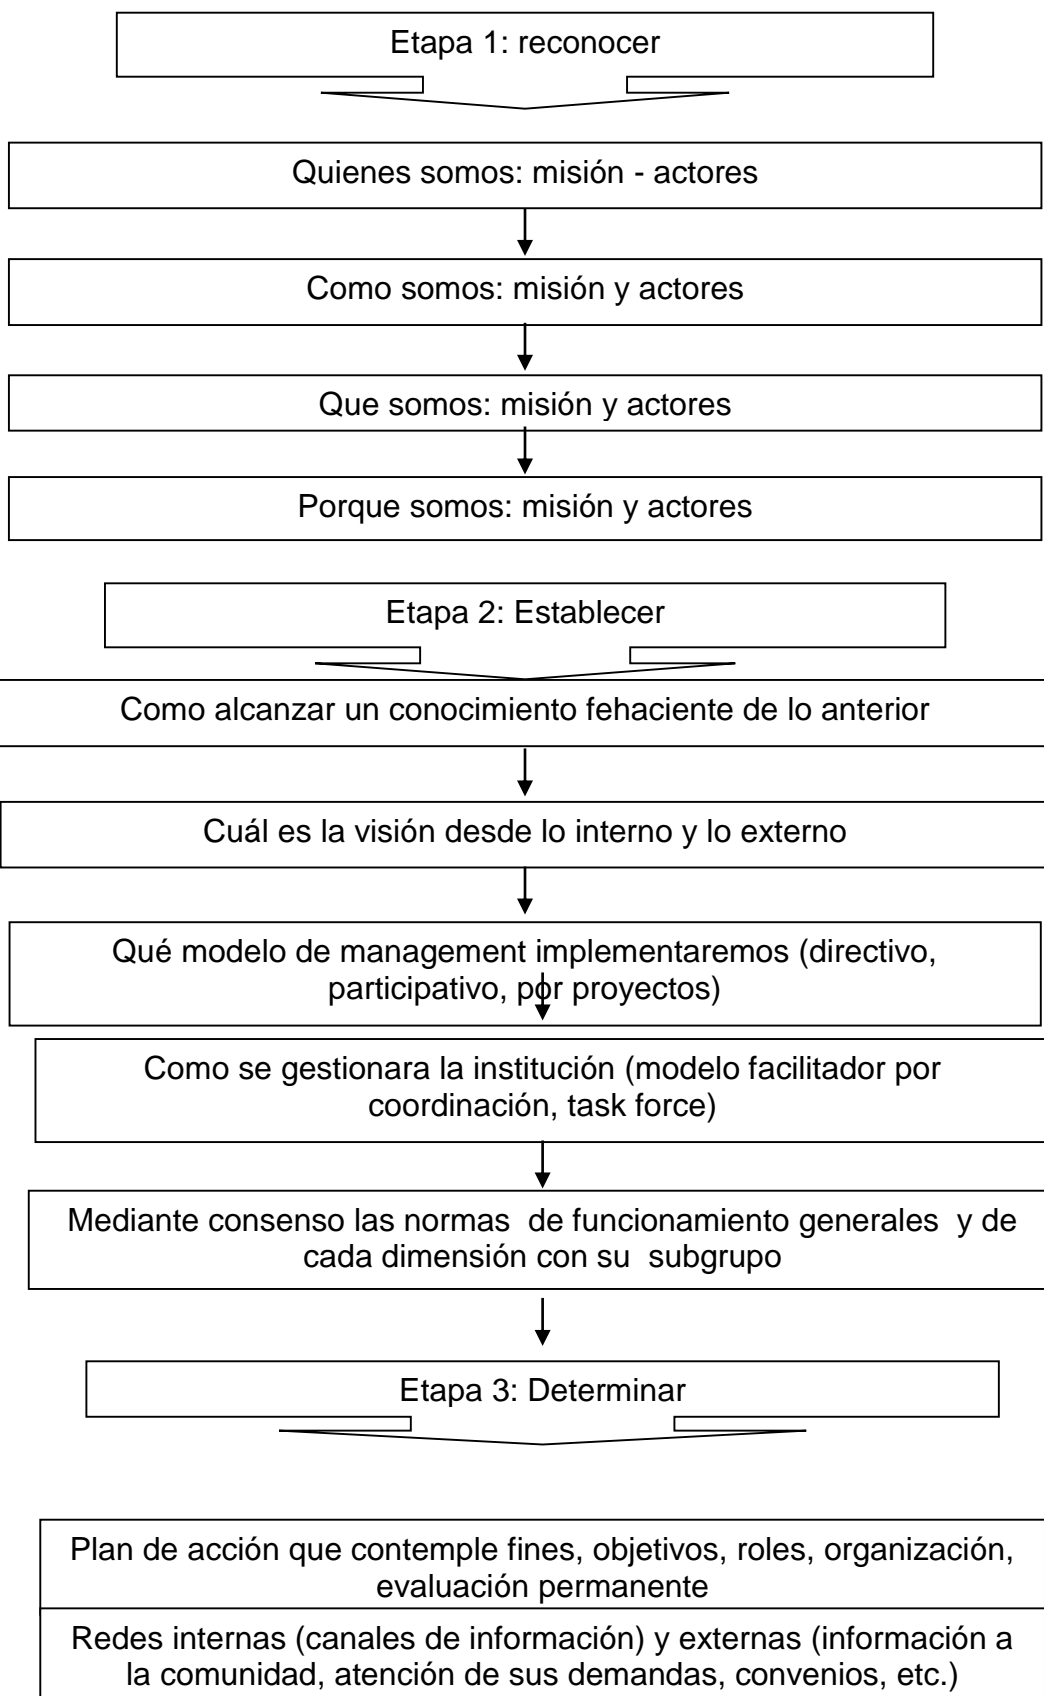 Etapa 1: reconocer
Quienes somos: misión - actores
Como somos: misión y actores
Que somos: misión y actores
Porque somos: misión y actores
Etapa 2: Establecer
Como alcanzar un conocimiento fehaciente de lo anterior
Cuál es la visión desde lo interno y lo externo
Qué modelo de management implementaremos (directivo,
participativo, por proyectos)
Como se gestionara la institución (modelo facilitador por
coordinación, task force)
Mediante consenso las normas  de funcionamiento generales  y de
cada dimensión con su  subgrupo
Etapa 3: Determinar
Plan de acción que contemple fines, objetivos, roles, organización,
evaluación permanente
Redes internas (canales de información) y externas (información a
la comunidad, atención de sus demandas, convenios, etc.)